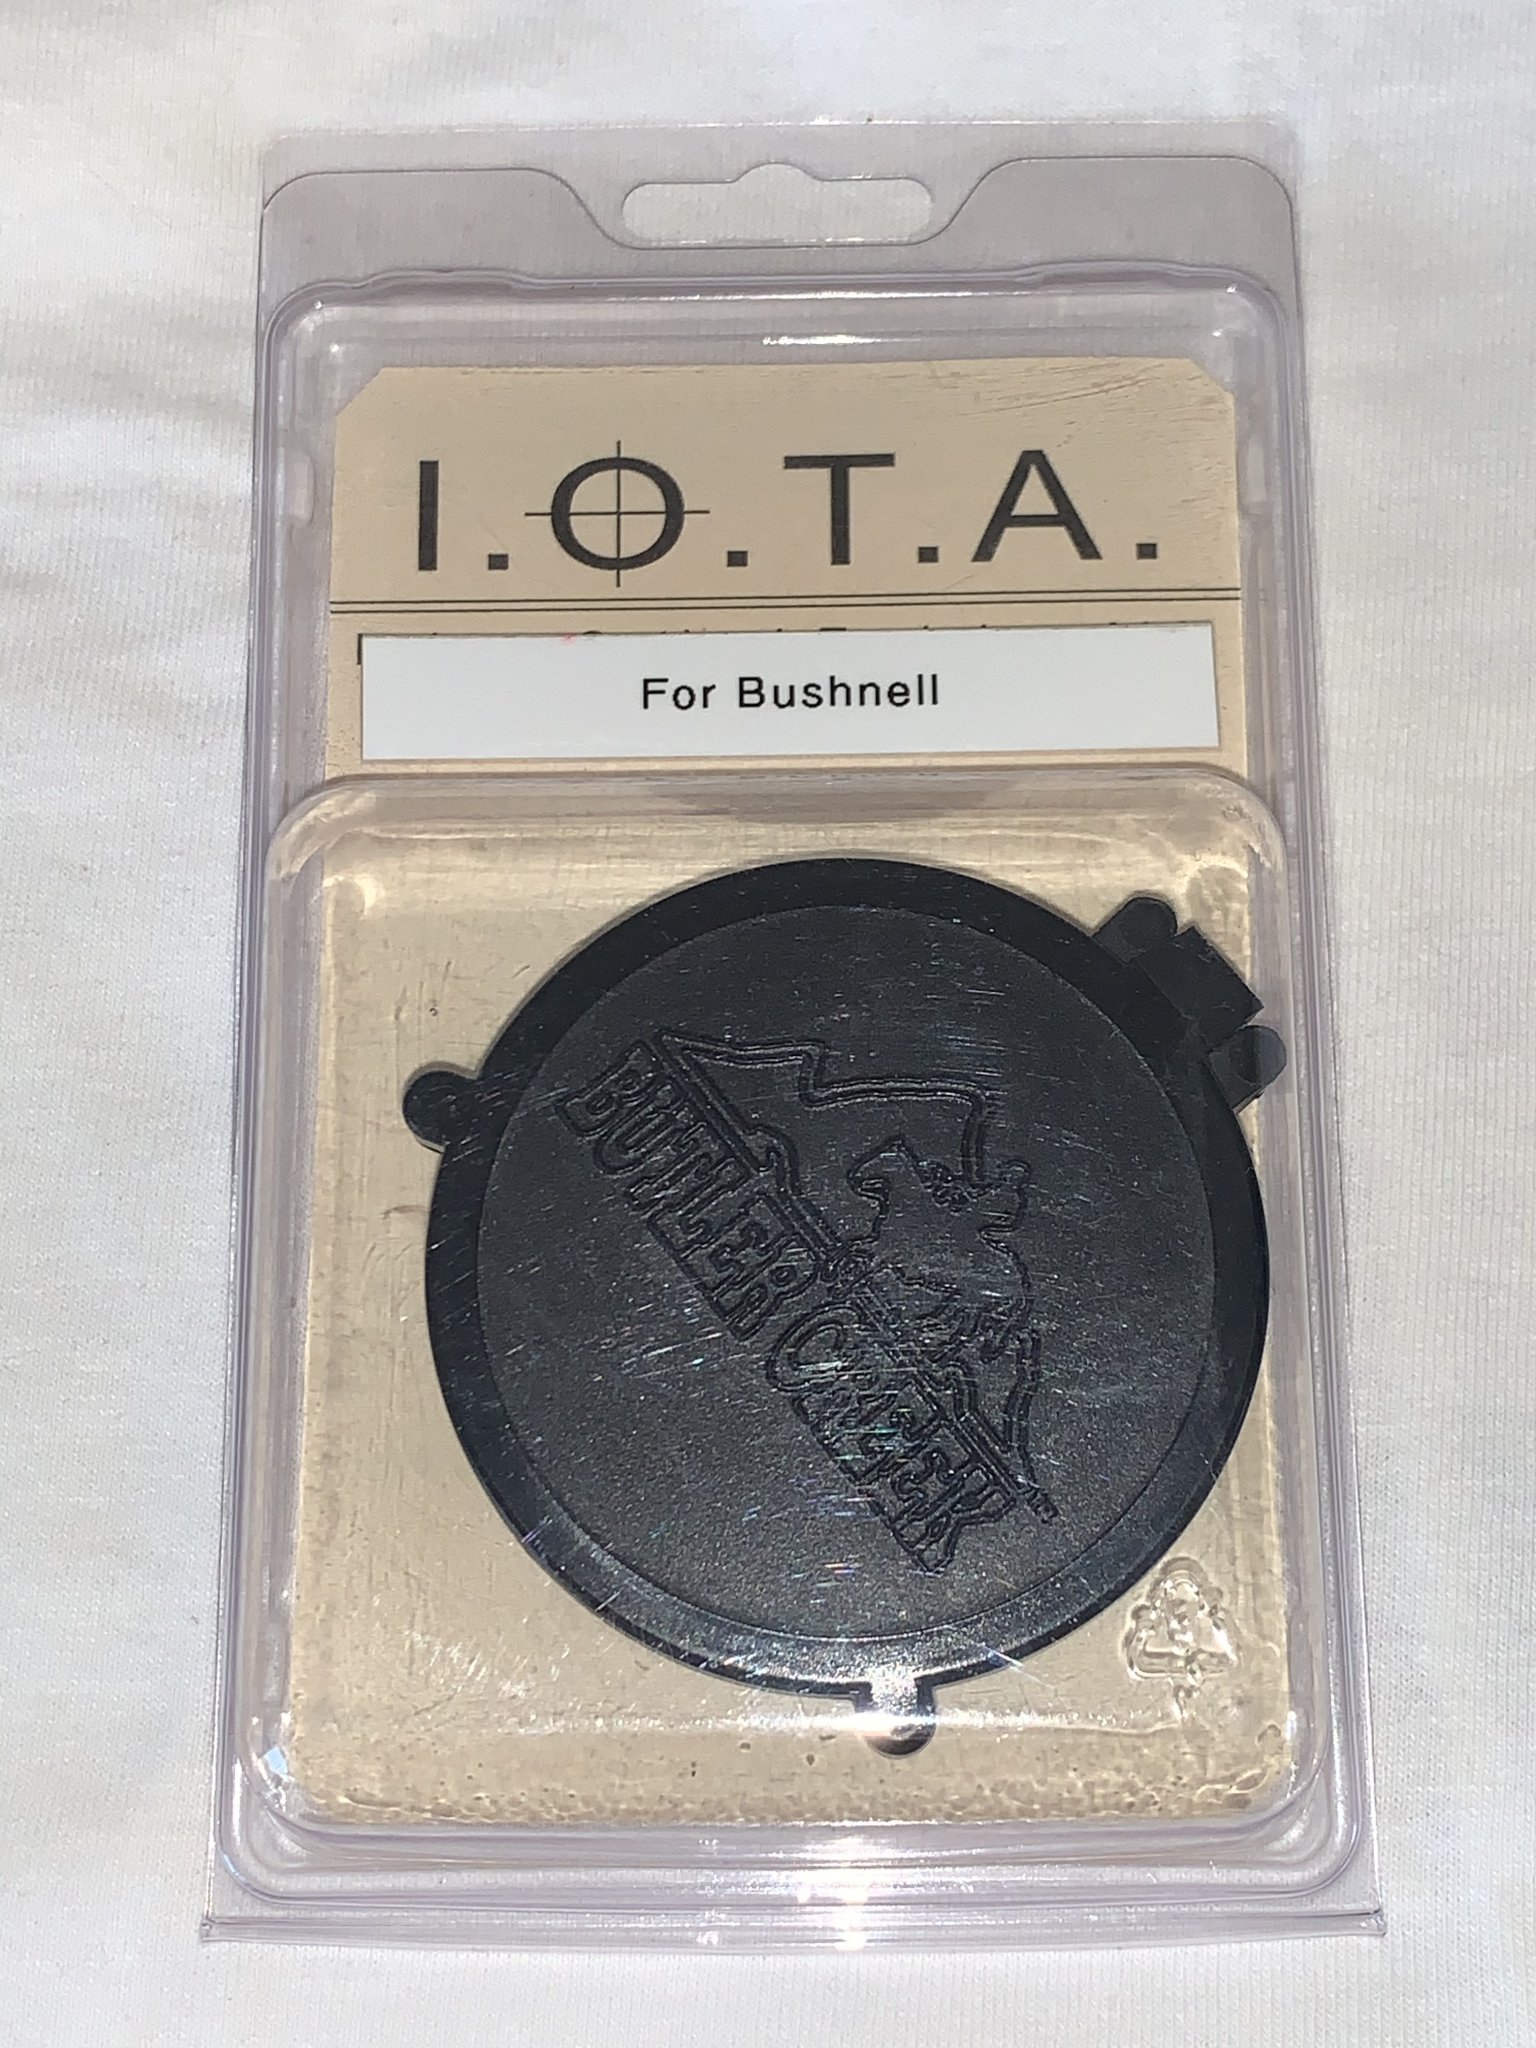 I.O.T.A.
For Bushnell
BUTLER CREEK